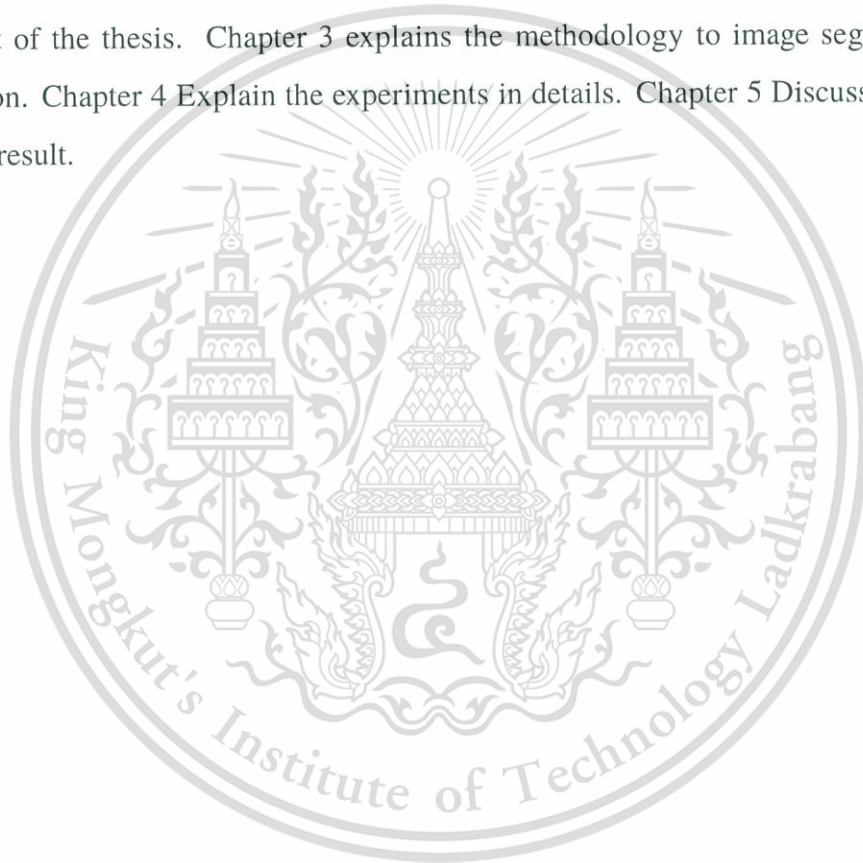 of the thesis. Chapter 3 explains the methodology to image seg
on. Chapter 4 Explain the experiments in details. Chapter 5 Discuss
result.
King Mongkut's Institute of Technology Ladkrabang